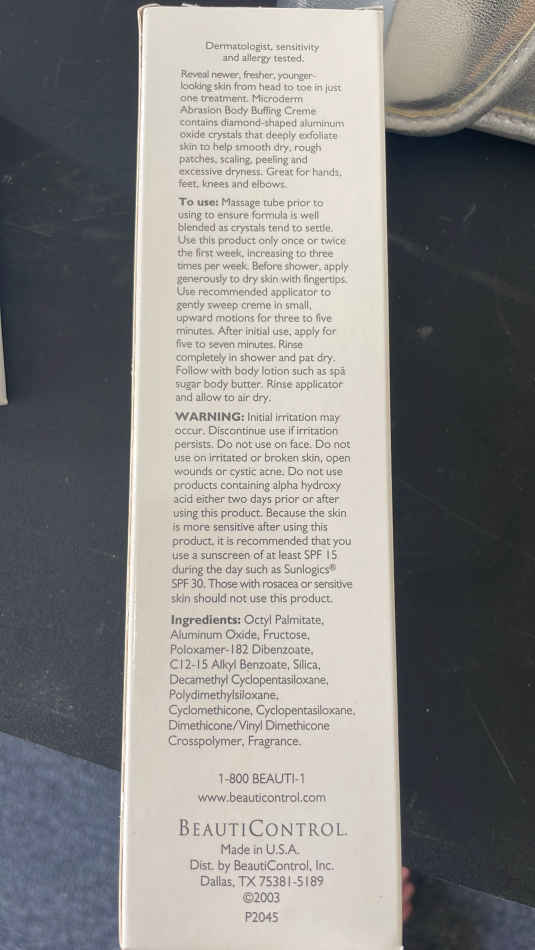 Dermatologist, sensitivity
and allergy tested.
Reveal newer, fresher, younger-
looking skin from head to toe in just
one treatment. Microderm
Abrasion Body Buffing Creme
contains diamond-shaped aluminum
oxide crystals that deeply exfoliate
skin to help smooth dry, rough
patches, scaling, peeling and
excessive dryness. Great for hands,
feet, knees and elbows.
To use: Massage tube prior to
using to ensure formula is well
blended as crystals tend to settle.
Use this product only once or twice
the first week, increasing to three
times per week. Before shower, apply
generously to dry skin with fingertips.
Use recommended applicator to
gently sweep creme in small,
upward motions for three to five
minutes. After initial use, apply for
five to seven minutes. Rinse
completely in shower and pat dry.
Follow with body lotion such as spā
sugar body butter. Rinse applicator
and allow to air dry.
WARNING: Initial irritation may
occur. Discontinue use if irritation
persists. Do not use on face. Do not
use on irritated or broken skin, open
wounds or cystic acne. Do not use
products containing alpha hydroxy
acid either two days prior or after
using this product. Because the skin
is more sensitive after using this
product, it is recommended that you
use a sunscreen of at least SPF 15
during the day such as Sunlogics®
SPF 30. Those with rosacea or sensitive
skin should not use this product.
Ingredients: Octyl Palmitate,
Aluminum Oxide, Fructose,
Poloxamer-182 Dibenzoate,
C12-15 Alkyl Benzoate, Silica,
Decamethyl Cyclopentasiloxane,
Polydimethylsiloxane,
Cyclomethicone, Cyclopentasiloxane,
Dimethicone/Vinyl Dimethicone
Crosspolymer, Fragrance.
1-800 BEAUTI-1
www.beauticontrol.com
BEAUTICONTROL.
Made in U.S.A.
Dist. by BeautiControl, Inc.
Dallas, TX 75381-5189
©2003
P2045